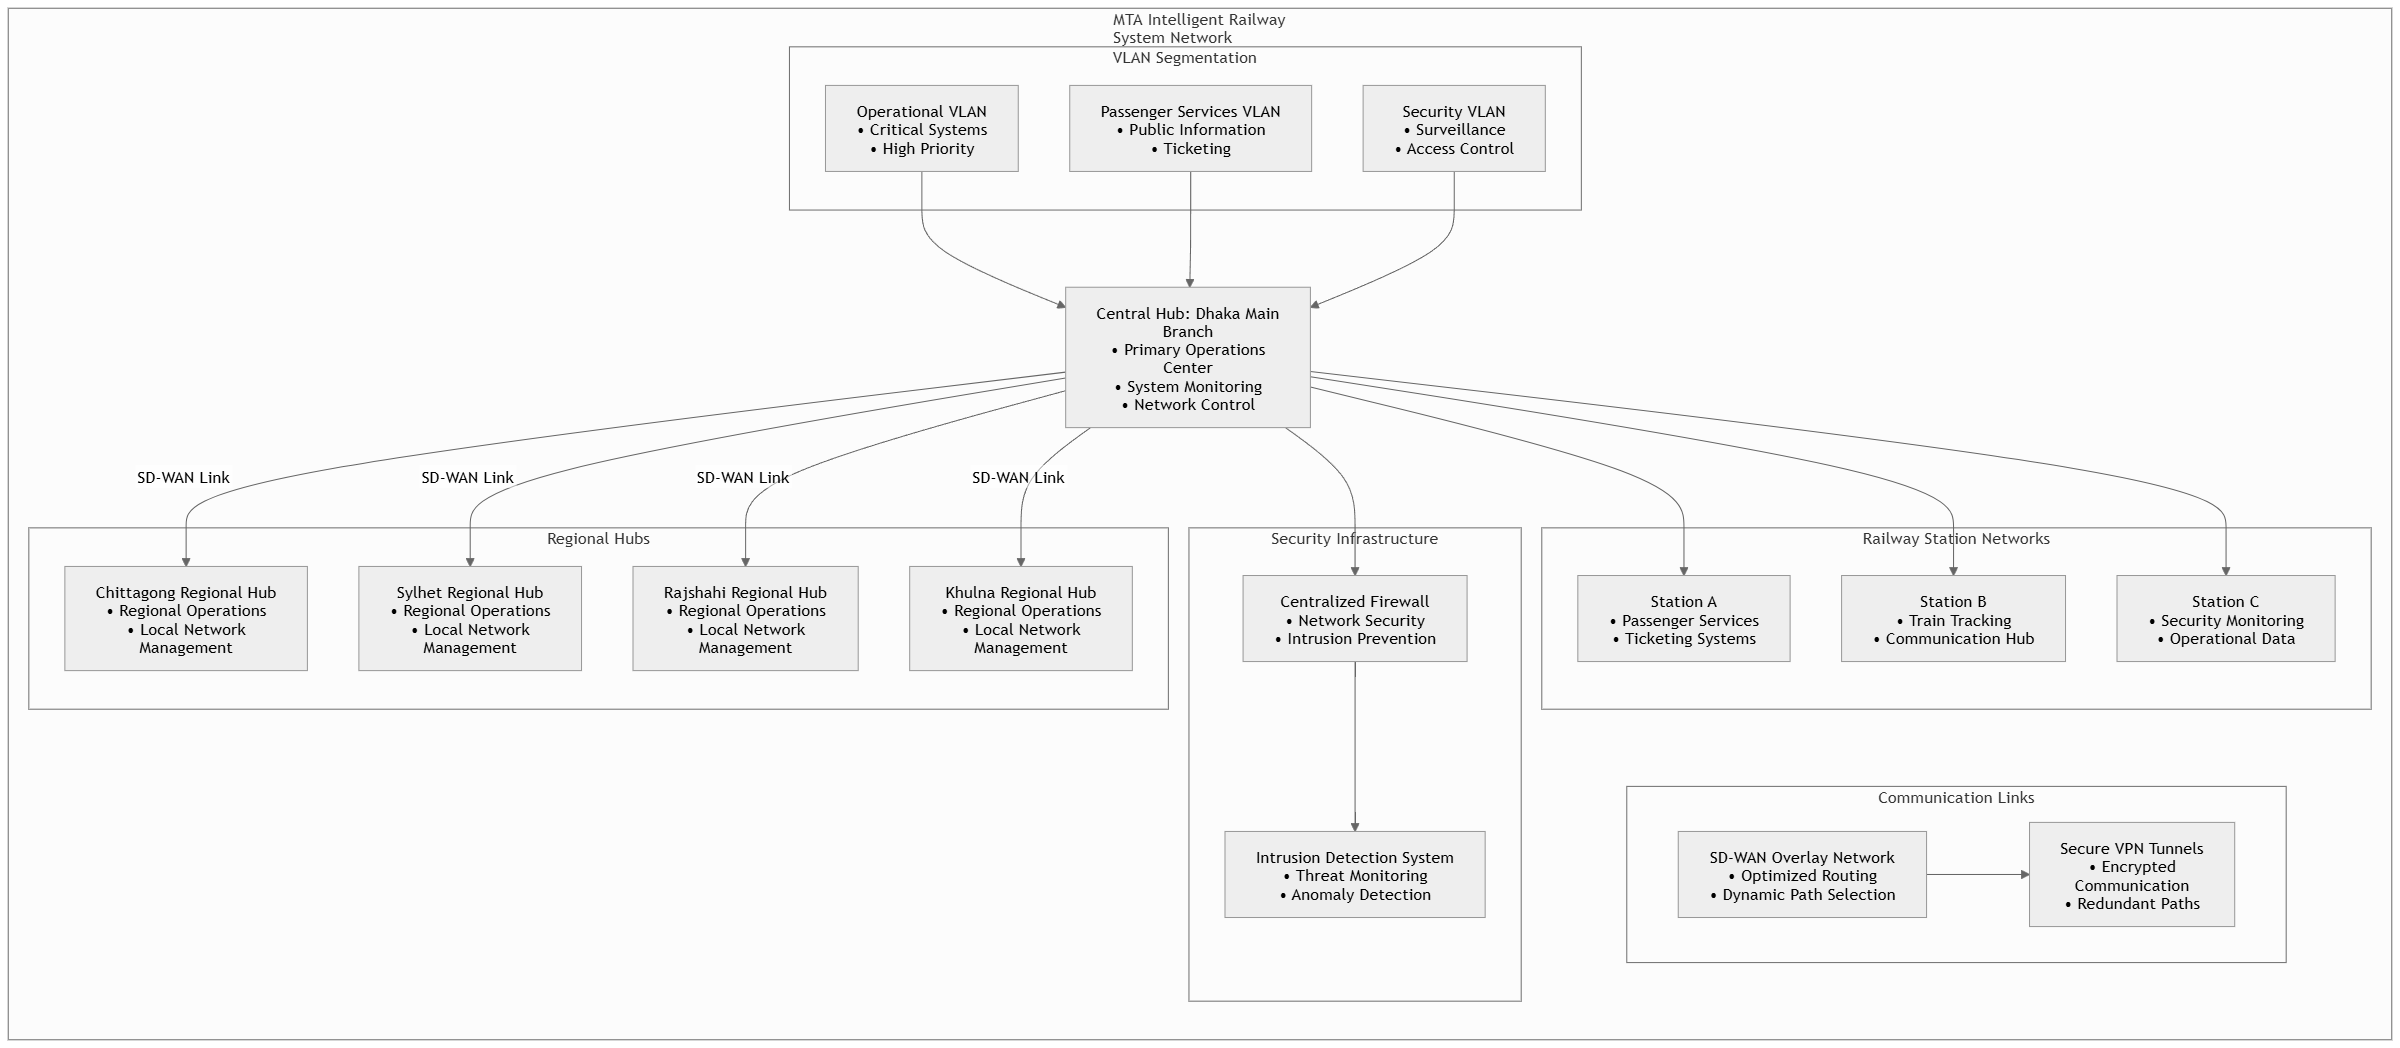 MTA Intelligent Railway
System Network
VLAN Segmentation
Operational VLAN
• Critical Systems
• High Priority
Passenger Services VLAN
• Public Information
• Ticketing
Security VLAN
• Surveillance
• Access Control
Central Hub: Dhaka Main
Branch
• Primary Operations
Center
• System Monitoring
• Network Control
SD-WAN Link
SD-WAN Link
SD-WAN Link
SD-WAN Link
Regional Hubs
Chittagong Regional Hub
• Regional Operations
• Local Network
Management
Sylhet Regional Hub
• Regional Operations
• Local Network
Management
Rajshahi Regional Hub
• Regional Operations
• Local Network
Management
Khulna Regional Hub
• Regional Operations
• Local Network
Management
Security Infrastructure
Centralized Firewall
• Network Security
• Intrusion Prevention
Intrusion Detection System
• Threat Monitoring
• Anomaly Detection
Railway Station Networks
Station A
• Passenger Services
• Ticketing Systems
Station B
• Train Tracking
• Communication Hub
Station C
• Security Monitoring
• Operational Data
Communication Links
SD-WAN Overlay Network
• Optimized Routing
• Dynamic Path Selection
Secure VPN Tunnels
• Encrypted
Communication
• Redundant Paths